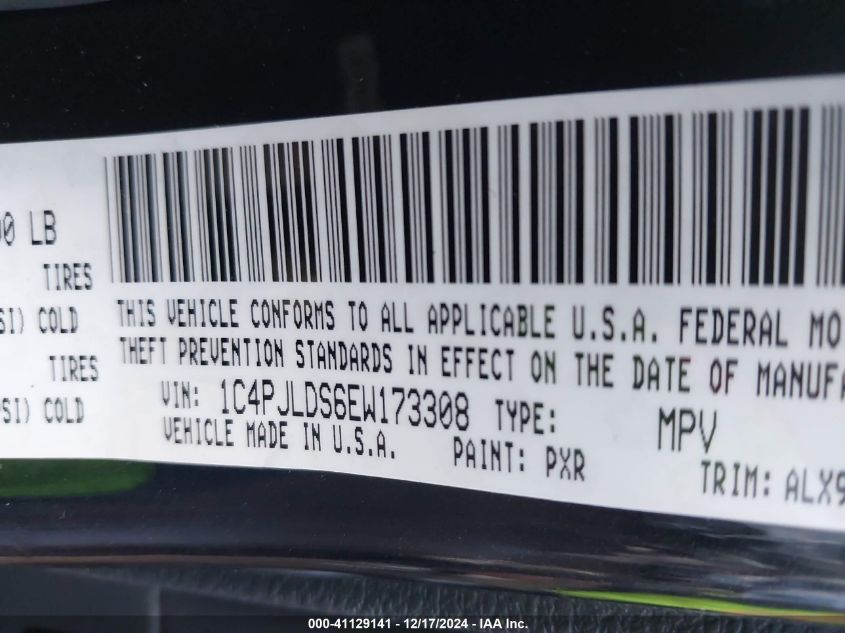 00 LB
TIRES
SI) COLD
TIRES
SI) COLD
THIS VEHICLE CONFORMS TO ALL APPLICABLE U.S.A. FEDERAL MO
THEFT PREVENTION STANDARDS IN EFFECT ON THE DATE OF MANUFA
VIN: 1C4PJLDS6EW173308 TYPE: MPV
VEHICLE MADE IN U.S.A. PAINT: PXR TRIM: ALX9
000-41129141 - 12/17/2024 - IAA Inc.